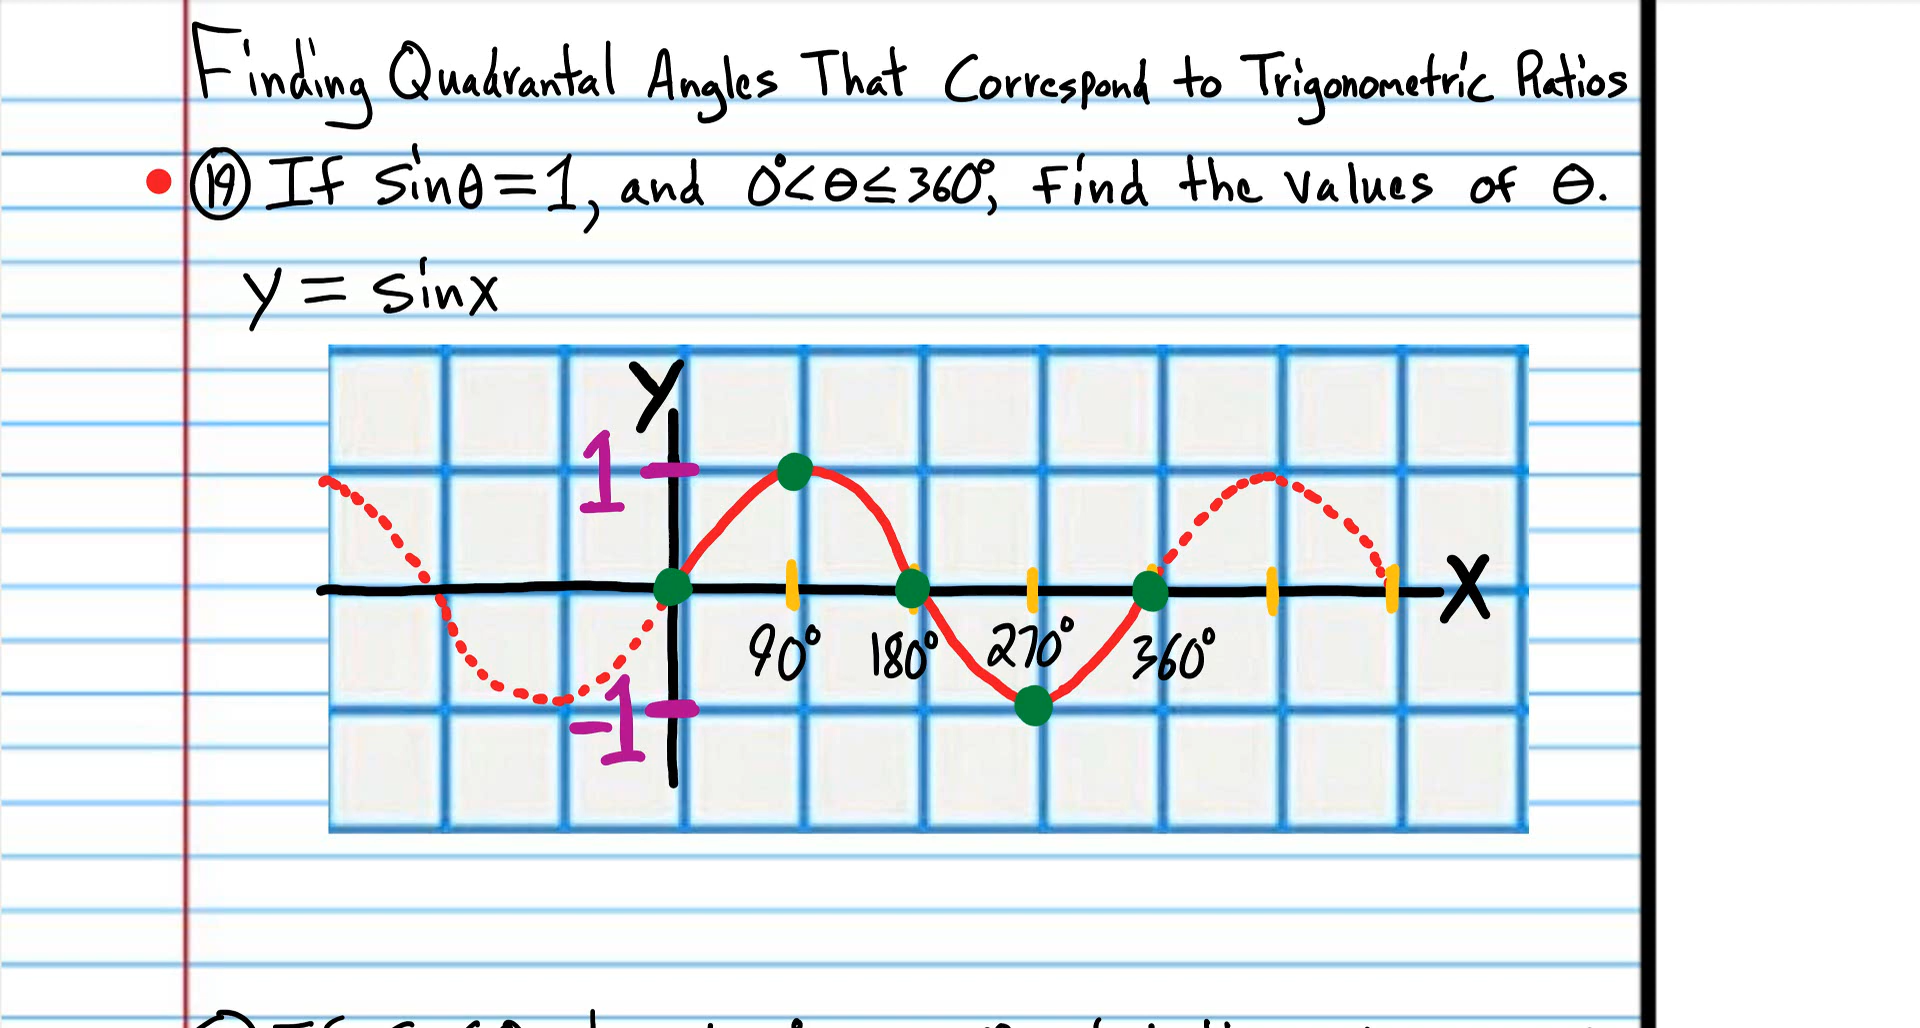 Finding Quadrantal Angles That Correspond to Trigonometric Ratios
19 If sinθ=1, and 0°<θ≤360°, find the values of θ.
y = sinx
Y
1
X
90° 180° 270° 360°
-1